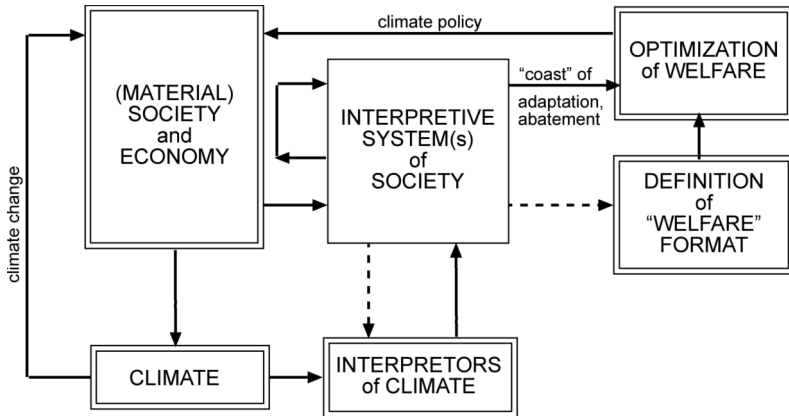 climate policy
OPTIMIZATION
of WELFARE
(MATERIAL)
SOCIETY
and
ECONOMY
INTERPRETIVE
SYSTEM(s)
of
SOCIETY
“coast” of
adaptation,
abatement
DEFINITION
of
“WELFARE”
FORMAT
climate change
CLIMATE
INTERPRETORS
of CLIMATE